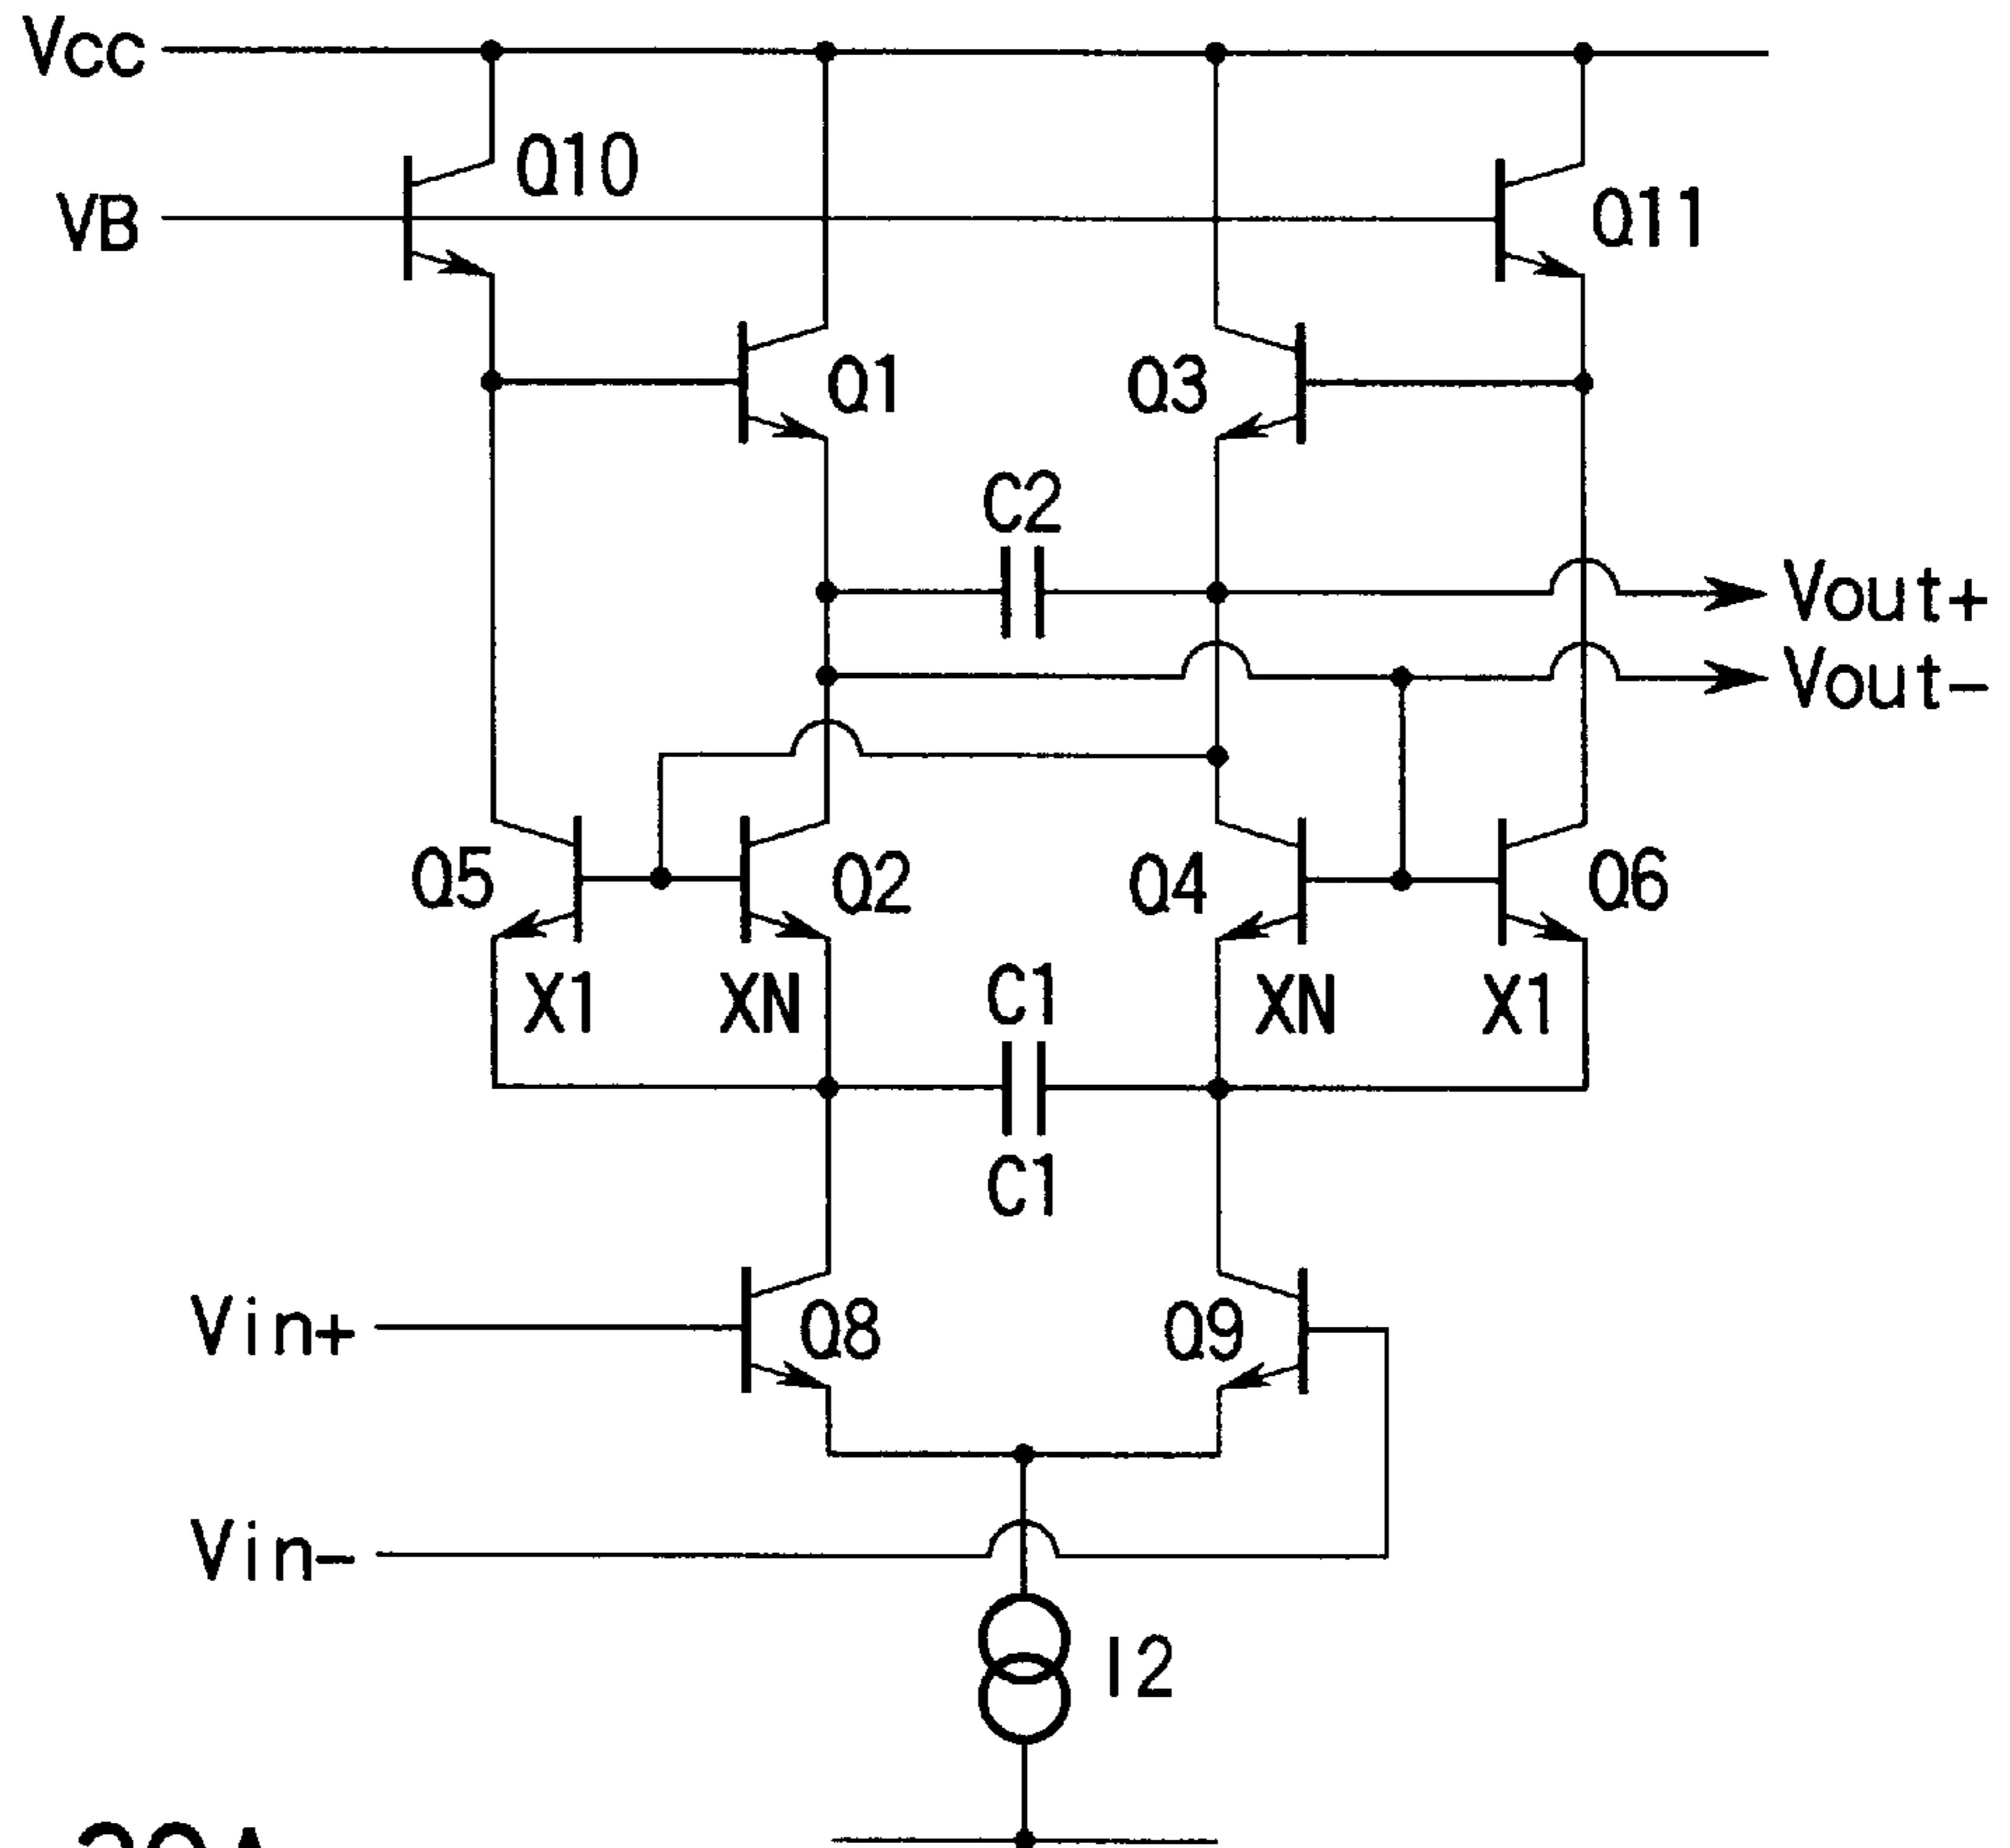 Vcc
Q10
VB
Q11
Q1
Q3
C2
Vout+
Vout-
Q5
Q2
Q4
Q6
X1
XN
C1
XN
X1
C1
Vin+
Q8
Q9
Vin-
I2